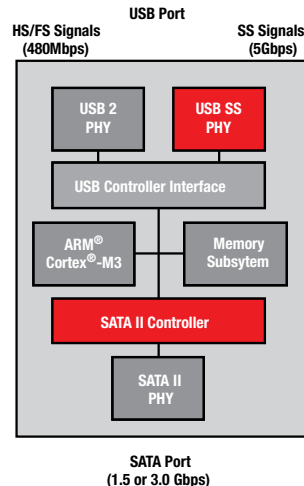 USB Port
HS/FS Signals
(480Mbps)
SS Signals
(5Gbps)
USB 2
PHY
USB SS
PHY
USB Controller Interface
ARM®
Cortex®-M3
Memory
Subsytem
SATA II Controller
SATA II
PHY
SATA Port
(1.5 or 3.0 Gbps)